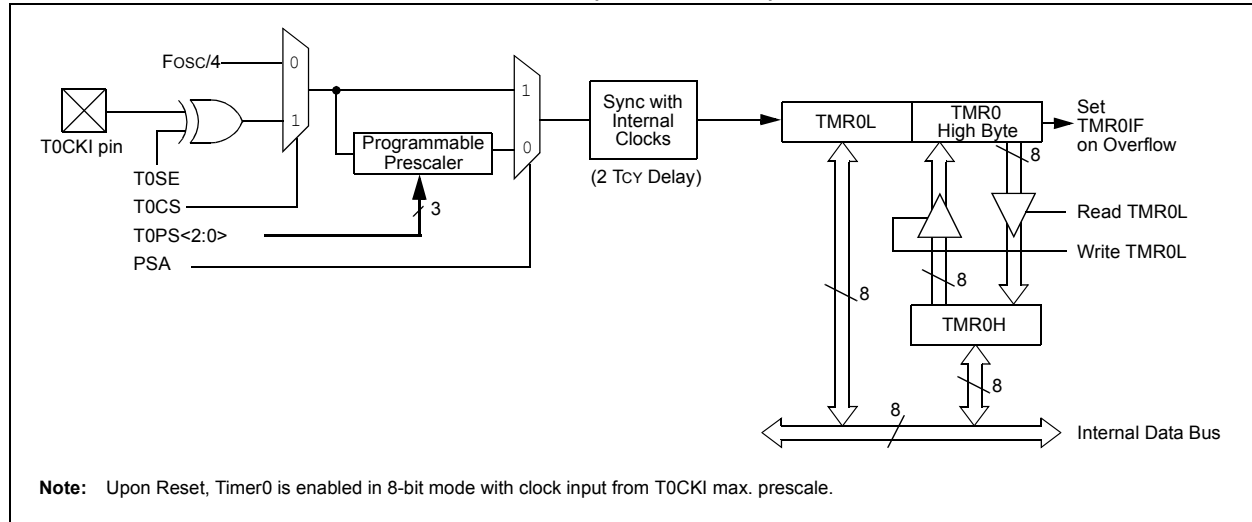 FOSC/4
0
1
T0CKI pin
T0SE
T0CS
T0PS<2:0>
PSA
Programmable
Prescaler
3
1
0
Sync with
Internal
Clocks
(2 TCY Delay)
TMR0L
TMR0
High Byte
Set
TMR0IF
on Overflow
8
Read TMR0L
Write TMR0L
8
8
TMR0H
8
8
Internal Data Bus
Note: Upon Reset, Timer0 is enabled in 8-bit mode with clock input from T0CKI max. prescale.